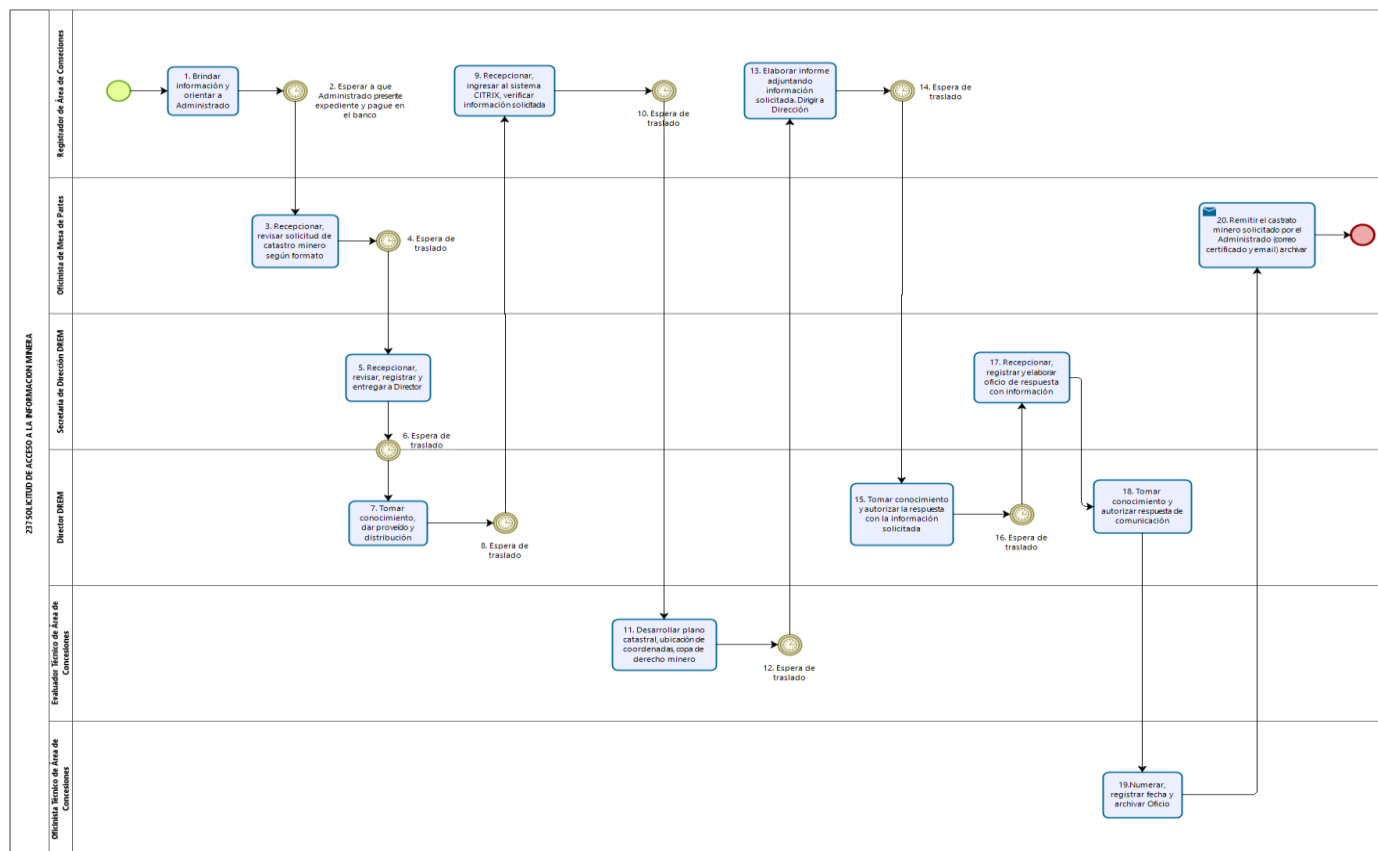 237 SOLICITUD DE ACCESO A LA INFORMACION MINERA
Registrador de Área de Conseciones
1. Brindar
información y
orientar a
Administrado
2. Esperar a que
Administrado presente
expediente y pague en
el banco
9. Recepcionar,
ingresar al sistema
CITRIX, verificar
información solicitada
10. Espera de
traslado
13. Elaborar informe
adjuntando
información
solicitada. Dirigir a
Dirección
14. Espera de
traslado
Oficinista de Mesa de Partes
3. Recepcionar,
revisar solicitud de
catastro minero
según formato
4. Espera de
traslado
20. Remitir el castrato
minero solicitado por el
Administrado (correo
certificado y email) archivar
Secretaria de Dirección DREM
5. Recepcionar,
revisar, registrar y
entregar a Director
6. Espera de
traslado
17. Recepcionar,
registrar y elaborar
oficio de respuesta
con información
Director DREM
7. Tomar
conocimiento,
dar proveído y
distribución
8. Espera de
traslado
15. Tomar conocimiento
y autorizar la respuesta
con la información
solicitada
16. Espera de
traslado
18. Tomar
conocimiento y
autorizar respuesta de
comunicación
Evaluador Técnico de Área de
Concesiones
11. Desarrollar plano
catastral, ubicación de
coordenadas, copa de
derecho minero
12. Espera de
traslado
Oficinista Técnico de Área de
Concesiones
19.Numerar,
registrar fecha y
archivar Oficio